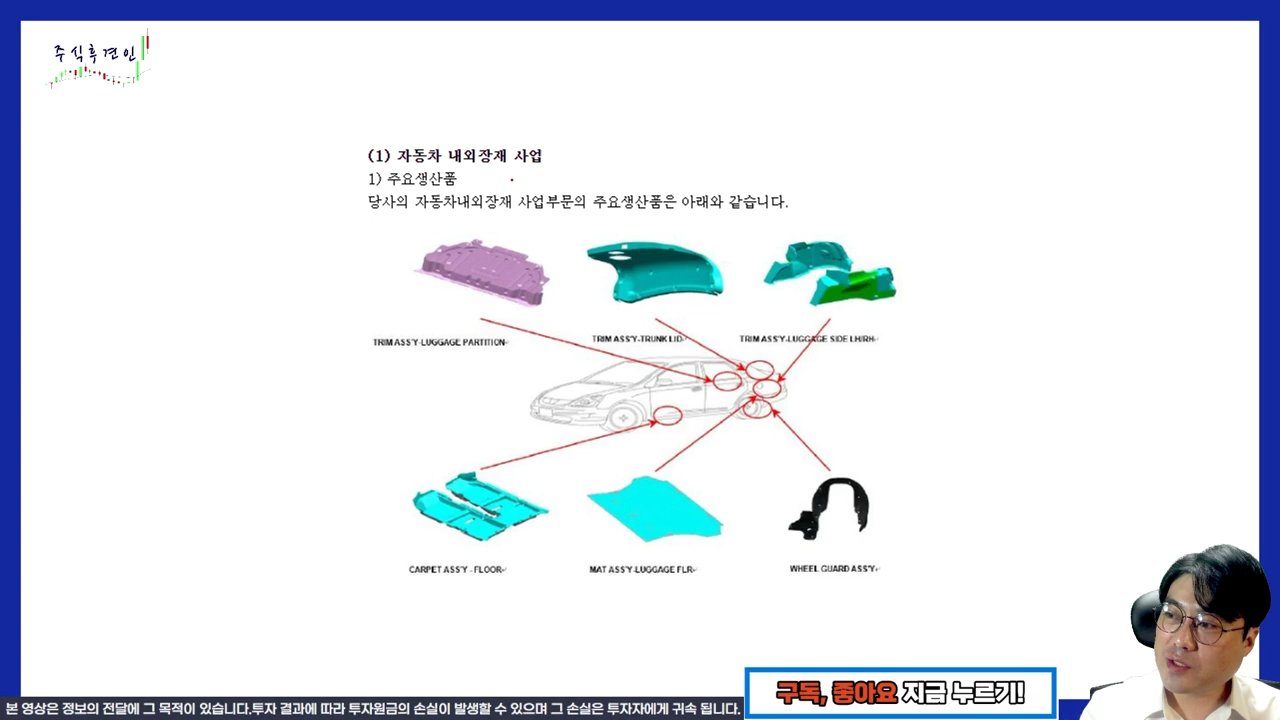 주식후견인
(1) 자동차 내외장재 사업
1) 주요생산품
당사의 자동차내외장재 사업부문의 주요생산품은 아래와 같습니다.
TRIM ASS'Y-LUGGAGE PARTITION
TRIM ASS'Y-TRUNK LID
TRIM ASS'Y-LUGGAGE SIDE LH/RH
CARPET ASS'Y - FLOOR
MAT ASS'Y-LUGGAGE FLR
WHEEL GUARD ASS'Y
구독, 좋아요 지금 누르기!
본 영상은 정보의 전달에 그 목적이 있습니다.투자 결과에 따라 투자원금의 손실이 발생할 수 있으며 그 손실은 투자자에게 귀속 됩니다.